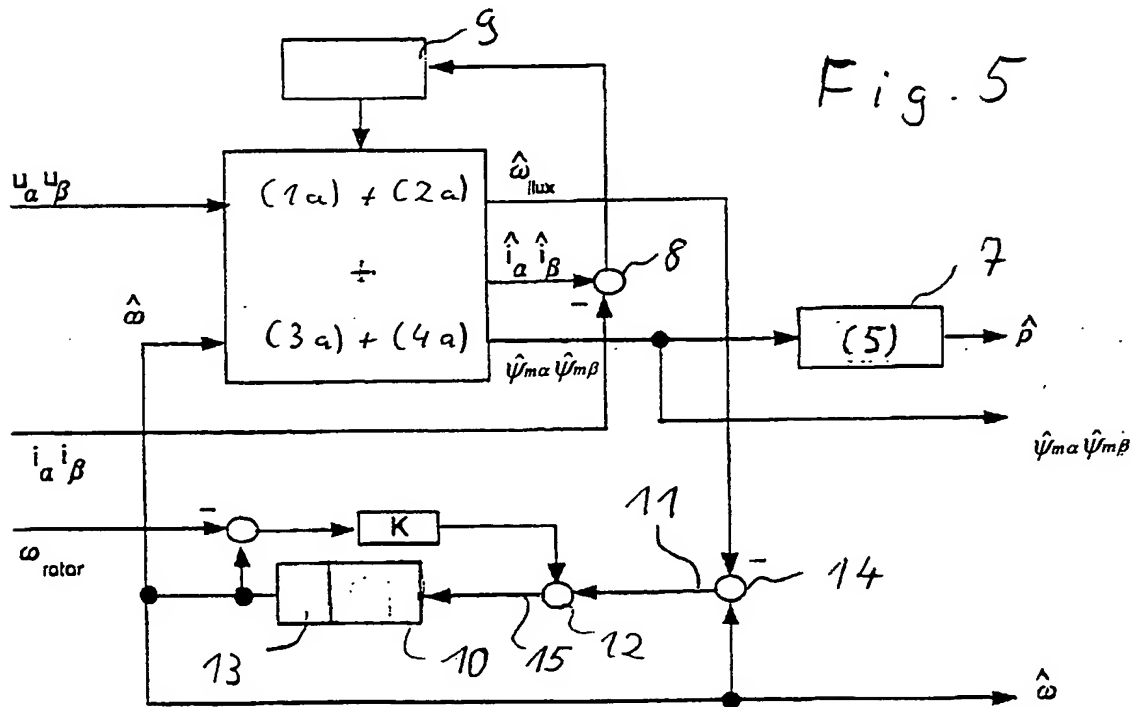 9
Fig. 5
u_α u_β
(1a) + (2a)
ω̂_flux
î_α î_β
8
÷
7
ω̂
(3a) + (4a)
(5)
p̂
ψ̂_mα ψ̂_mβ
i_α i_β
ψ̂_mα ψ̂_mβ
−
−
K
11
ω_rotor
−
14
13
10
15
12
ω̂